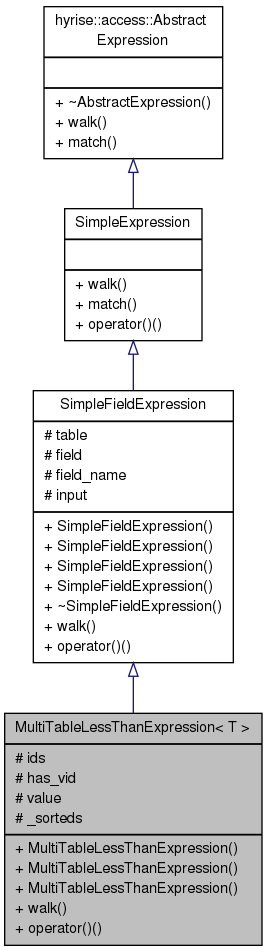 hyrise::access::Abstract
Expression
+ ~AbstractExpression()
+ walk()
+ match()
SimpleExpression
+ walk()
+ match()
+ operator()()
SimpleFieldExpression
# table
# field
# field_name
# input
+ SimpleFieldExpression()
+ SimpleFieldExpression()
+ SimpleFieldExpression()
+ SimpleFieldExpression()
+ ~SimpleFieldExpression()
+ walk()
+ operator()()
MultiTableLessThanExpression< T >
# ids
# has_vid
# value
# _sorteds
+ MultiTableLessThanExpression()
+ MultiTableLessThanExpression()
+ MultiTableLessThanExpression()
+ walk()
+ operator()()